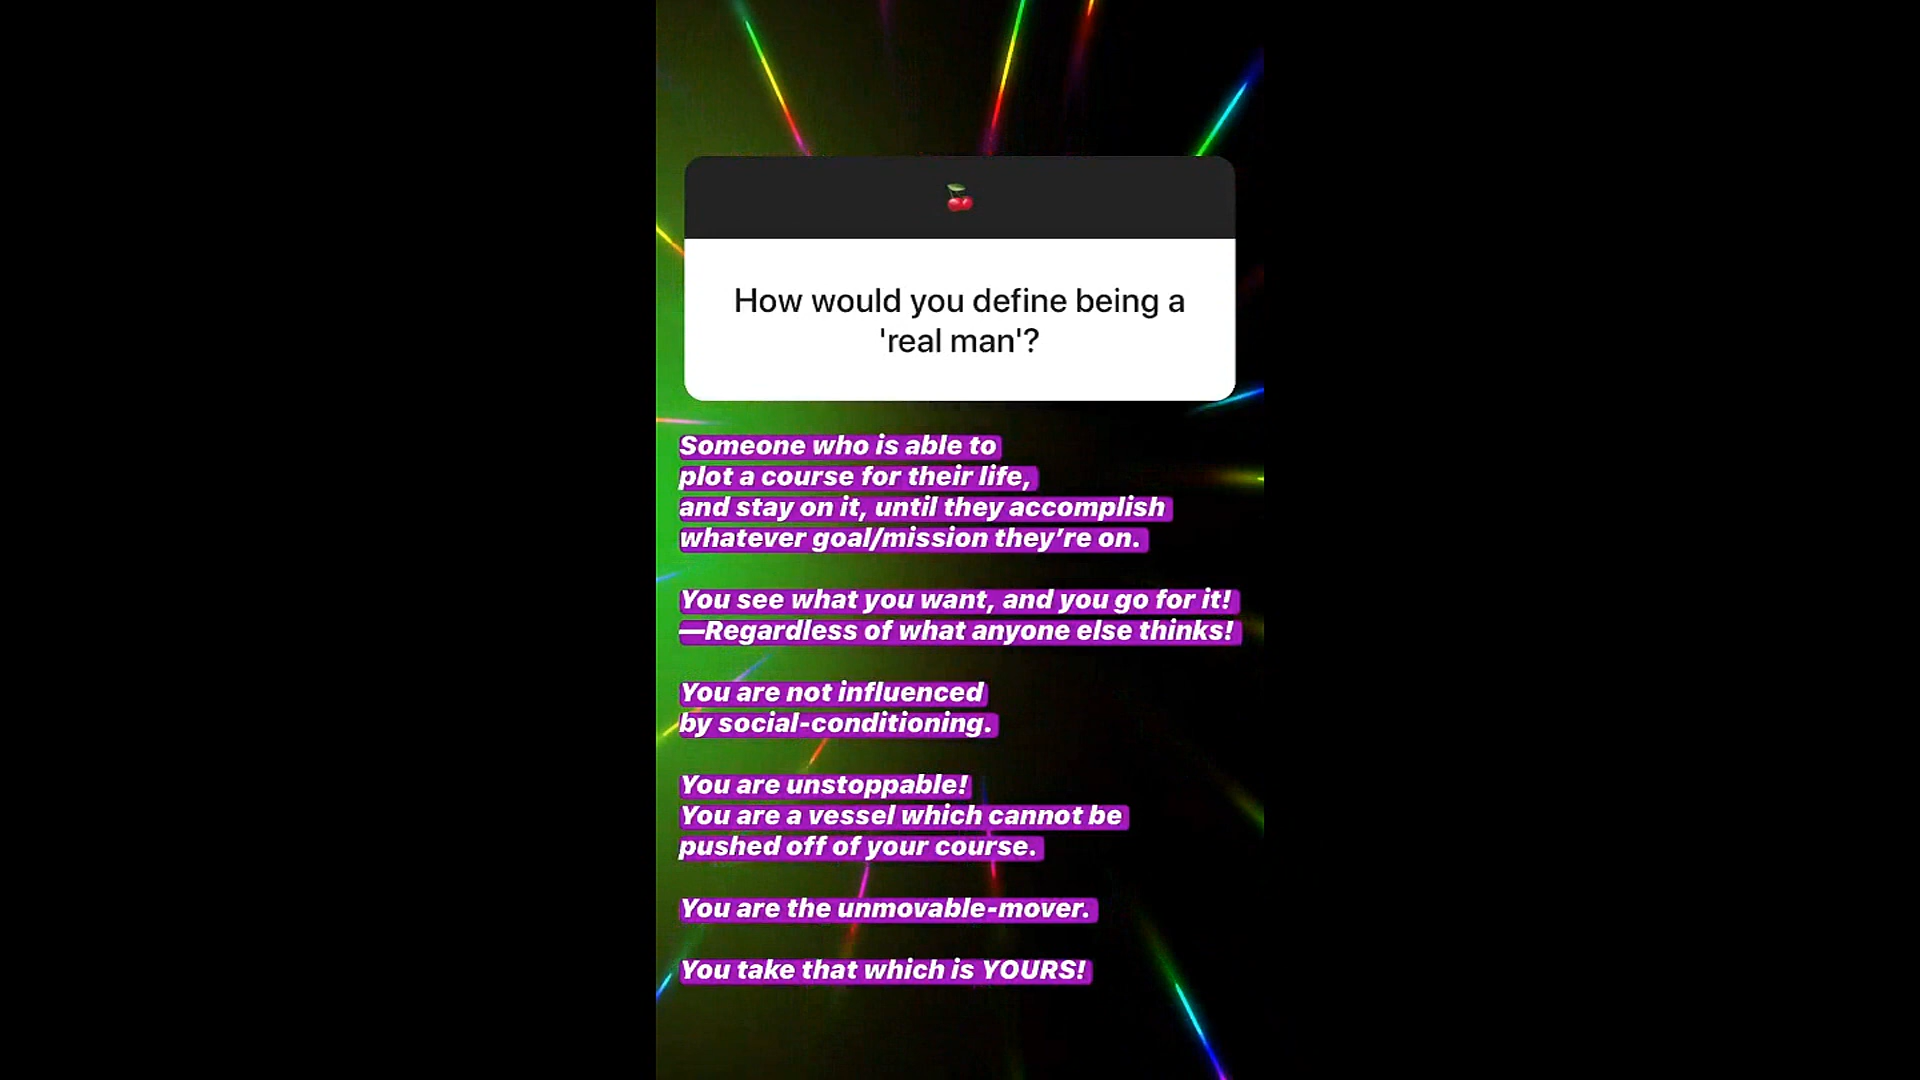 🍒
How would you define being a
'real man'?
Someone who is able to
plot a course for their life,
and stay on it, until they accomplish
whatever goal/mission they’re on.
You see what you want, and you go for it!
—Regardless of what anyone else thinks!
You are not influenced
by social-conditioning.
You are unstoppable!
You are a vessel which cannot be
pushed off of your course.
You are the unmovable-mover.
You take that which is YOURS!